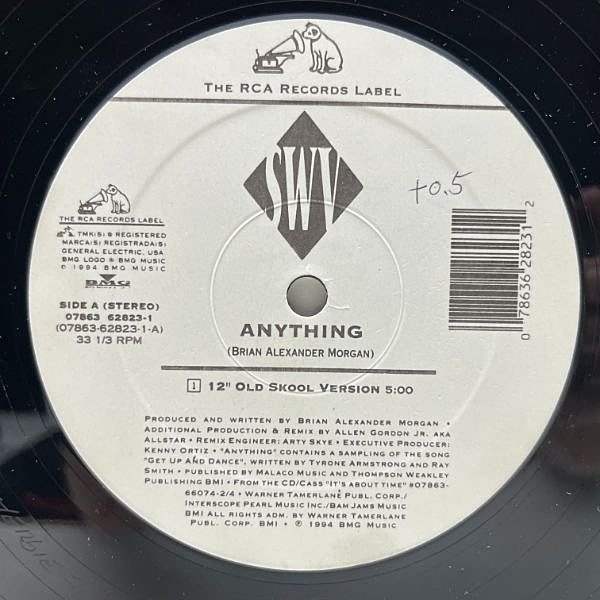 THE RCA RECORDS LABEL
SWV
+0.5
THE RCA RECORDS LABEL
TMK(S) ® REGISTERED
MARCA(S) REGISTRADA(S)
GENERAL ELECTRIC, USA
BMG LOGO ® BMG MUSIC
© 1994 BMG MUSIC
BMG
SIDE A (STEREO)
07863 62823-1
(07863-62823-1-A)
33 1/3 RPM
0 78636 28231 2
ANYTHING
(BRIAN ALEXANDER MORGAN)
1 12" OLD SKOOL VERSION 5:00
PRODUCED AND WRITTEN BY BRIAN ALEXANDER MORGAN •
ADDITIONAL PRODUCTION & REMIX BY ALLEN GORDON JR. AKA
ALLSTAR • REMIX ENGINEER: ARTY SKYE • EXECUTIVE PRODUCER:
KENNY ORTIZ • "ANYTHING" CONTAINS A SAMPLING OF THE SONG
"GET UP AND DANCE", WRITTEN BY TYRONE ARMSTRONG AND RAY
SMITH • PUBLISHED BY MALACO MUSIC AND THOMPSON WEAKLEY
PUBLISHING BMI • FROM THE CD/CASS "IT'S ABOUT TIME" #07863-
66074-2/4 • WARNER TAMERLANE PUBL. CORP./
INTERSCOPE PEARL MUSIC INC./BAM JAMS MUSIC
BMI ALL RIGHTS ADM. BY WARNER TAMERLANE
PUBL. CORP. BMI • ℗ 1994 BMG MUSIC